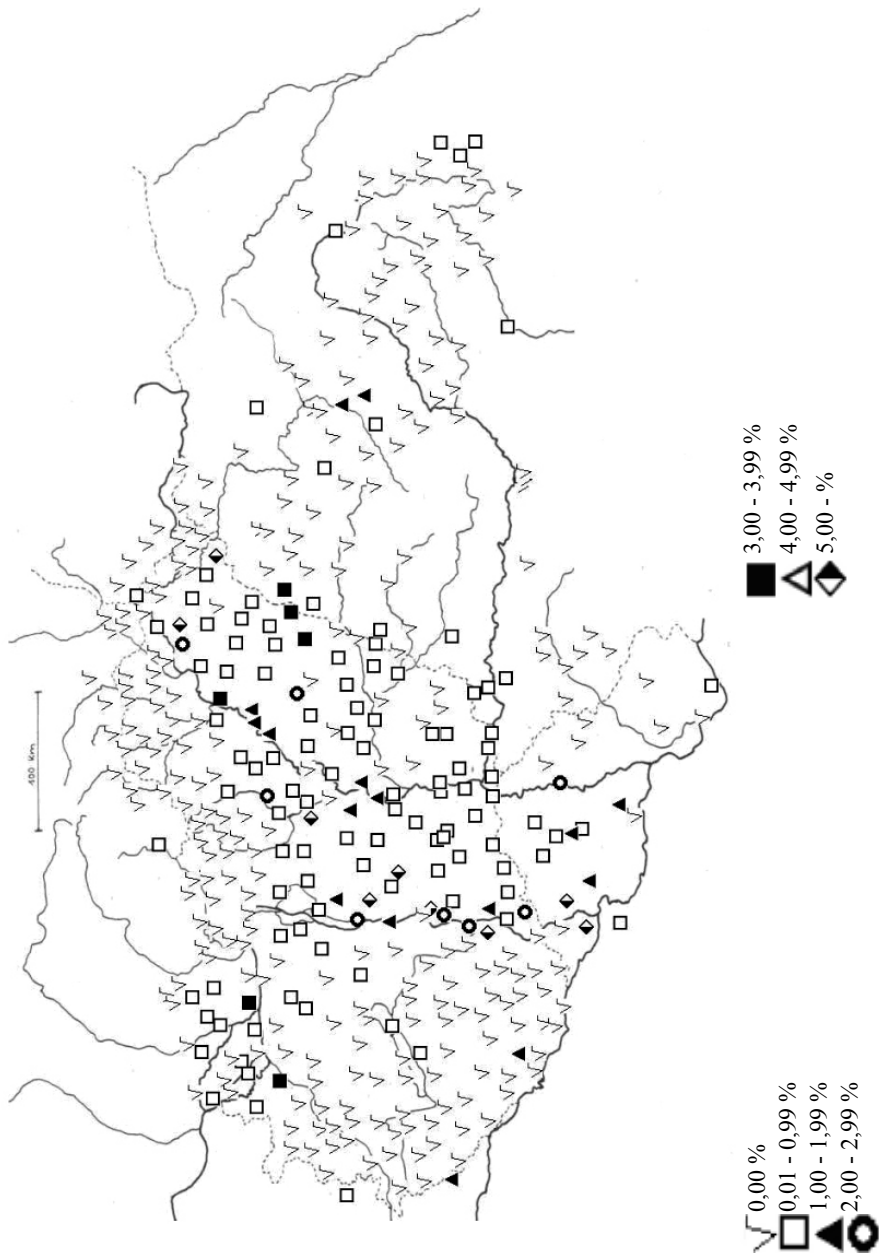 400 Km
0,00 %
0,01 - 0,99 %
1,00 - 1,99 %
2,00 - 2,99 %
3,00 - 3,99 %
4,00 - 4,99 %
5,00 - %